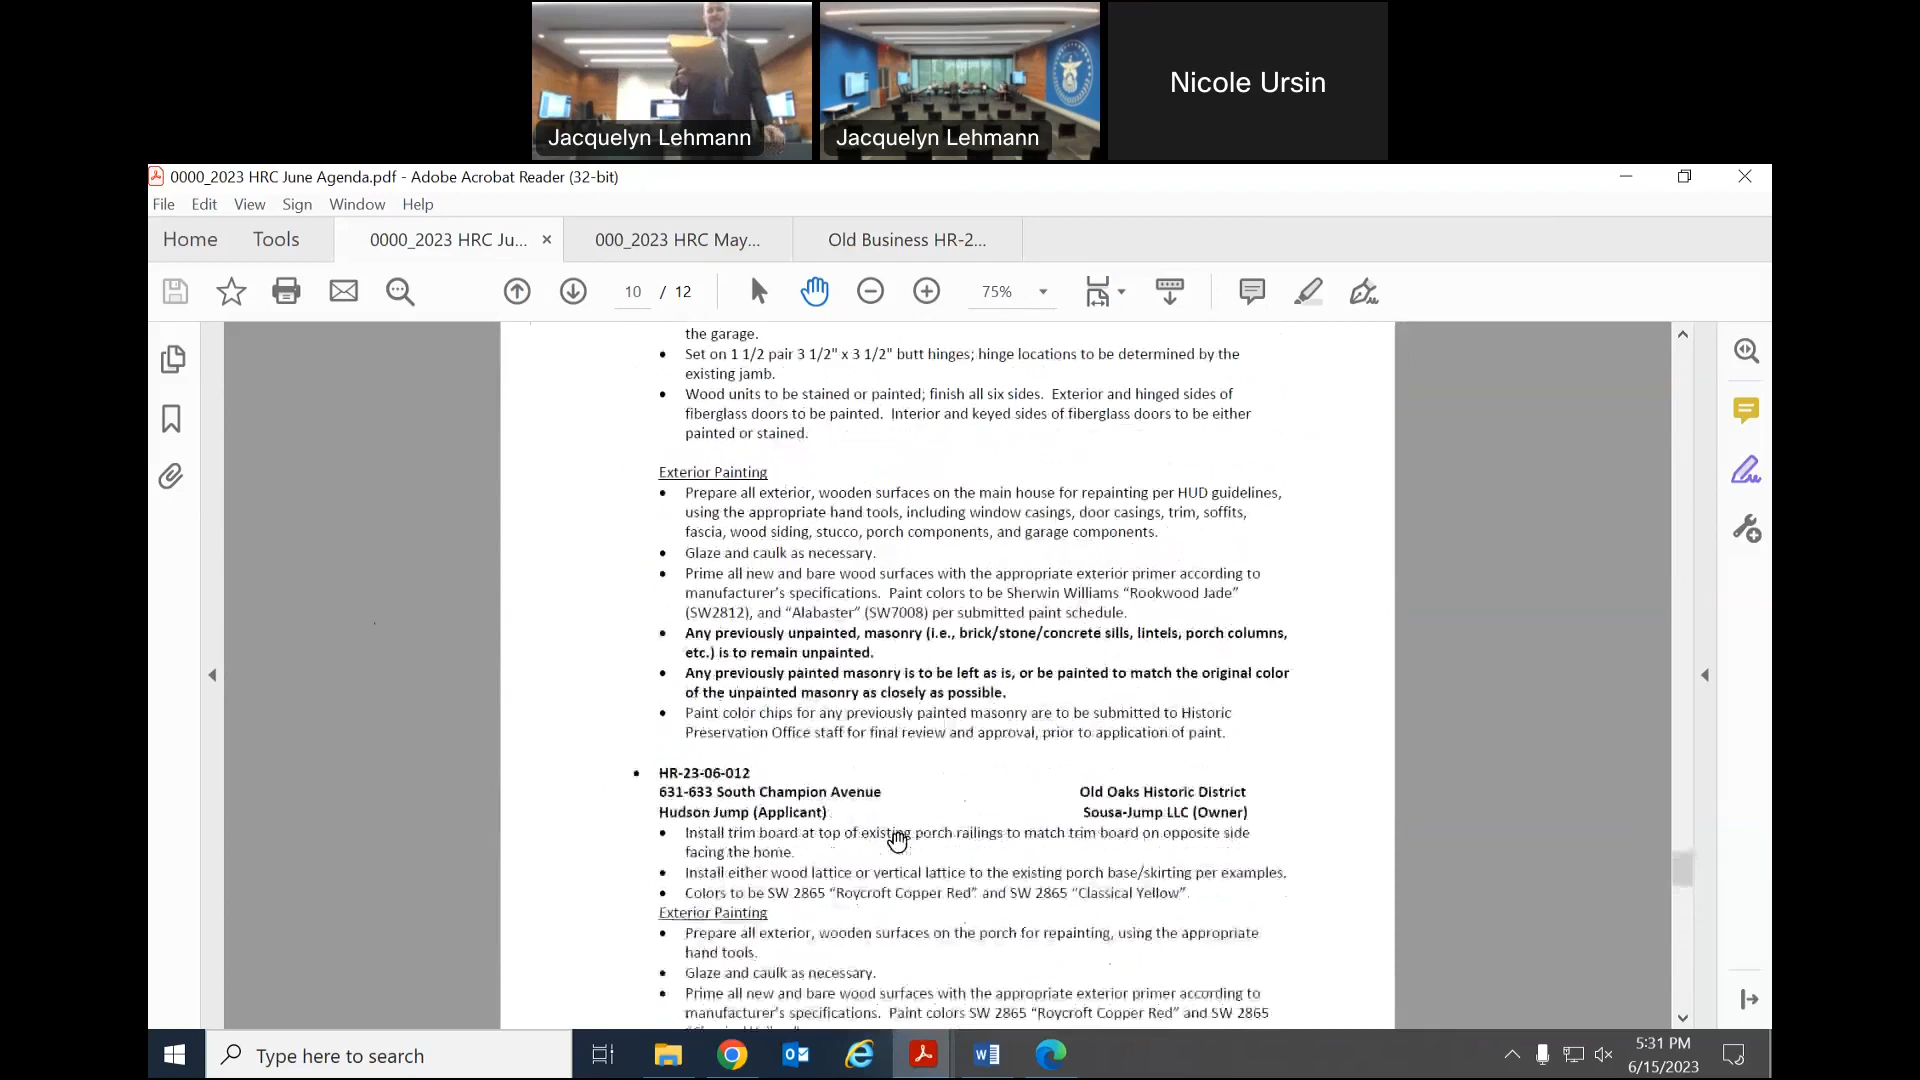 Jacquelyn Lehmann
Jacquelyn Lehmann
Nicole Ursin
0000_2023 HRC June Agenda.pdf - Adobe Acrobat Reader (32-bit)
File Edit View Sign Window Help
Home Tools 0000_2023 HRC Ju... × 000_2023 HRC May... Old Business HR-2...
10 / 12 75%
the garage.
• Set on 1 1/2 pair 3 1/2" x 3 1/2" butt hinges; hinge locations to be determined by the
existing jamb.
• Wood units to be stained or painted; finish all six sides. Exterior and hinged sides of
fiberglass doors to be painted. Interior and keyed sides of fiberglass doors to be either
painted or stained.
Exterior Painting
• Prepare all exterior, wooden surfaces on the main house for repainting per HUD guidelines,
using the appropriate hand tools, including window casings, door casings, trim, soffits,
fascia, wood siding, stucco, porch components, and garage components.
• Glaze and caulk as necessary.
• Prime all new and bare wood surfaces with the appropriate exterior primer according to
manufacturer's specifications. Paint colors to be Sherwin Williams “Rookwood Jade”
(SW2812), and “Alabaster” (SW7008) per submitted paint schedule.
• Any previously unpainted, masonry (i.e., brick/stone/concrete sills, lintels, porch columns,
etc.) is to remain unpainted.
• Any previously painted masonry is to be left as is, or be painted to match the original color
of the unpainted masonry as closely as possible.
• Paint color chips for any previously painted masonry are to be submitted to Historic
Preservation Office staff for final review and approval, prior to application of paint.
• HR-23-06-012
631-633 South Champion Avenue Old Oaks Historic District
Hudson Jump (Applicant) Sousa-Jump LLC (Owner)
• Install trim board at top of existing porch railings to match trim board on opposite side
facing the home.
• Install either wood lattice or vertical lattice to the existing porch base/skirting per examples.
• Colors to be SW 2865 “Roycroft Copper Red” and SW 2865 “Classical Yellow”.
Exterior Painting
• Prepare all exterior, wooden surfaces on the porch for repainting, using the appropriate
hand tools.
• Glaze and caulk as necessary.
• Prime all new and bare wood surfaces with the appropriate exterior primer according to
manufacturer's specifications. Paint colors SW 2865 “Roycroft Copper Red” and SW 2865
Type here to search
5:31 PM
6/15/2023